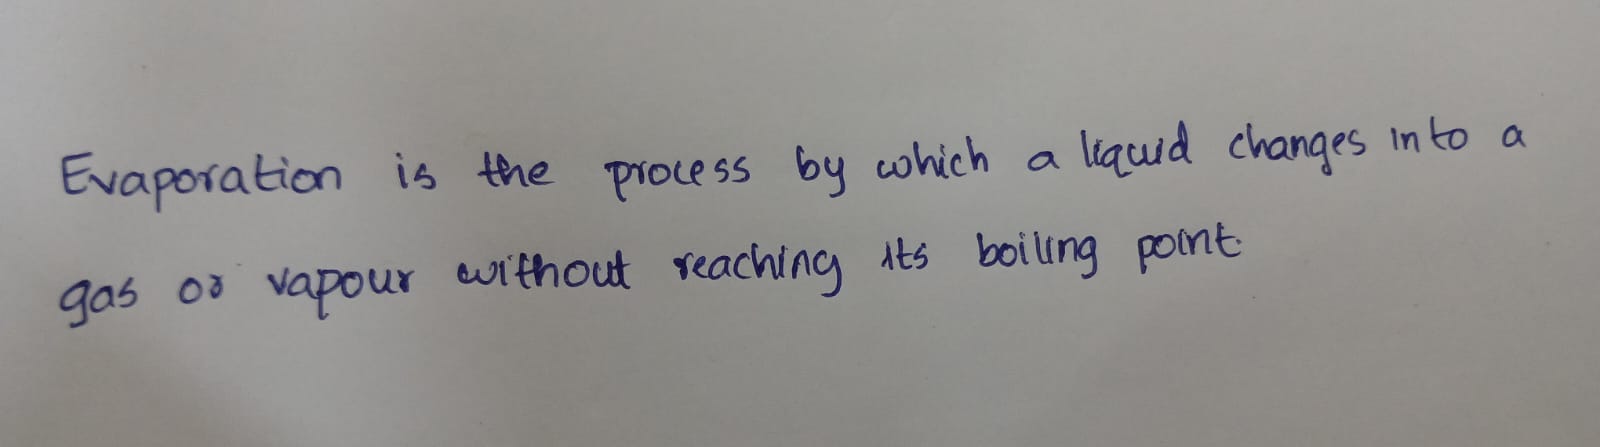 Evaporation is the process by which a liquid changes into a
gas or vapour without reaching its boiling point.